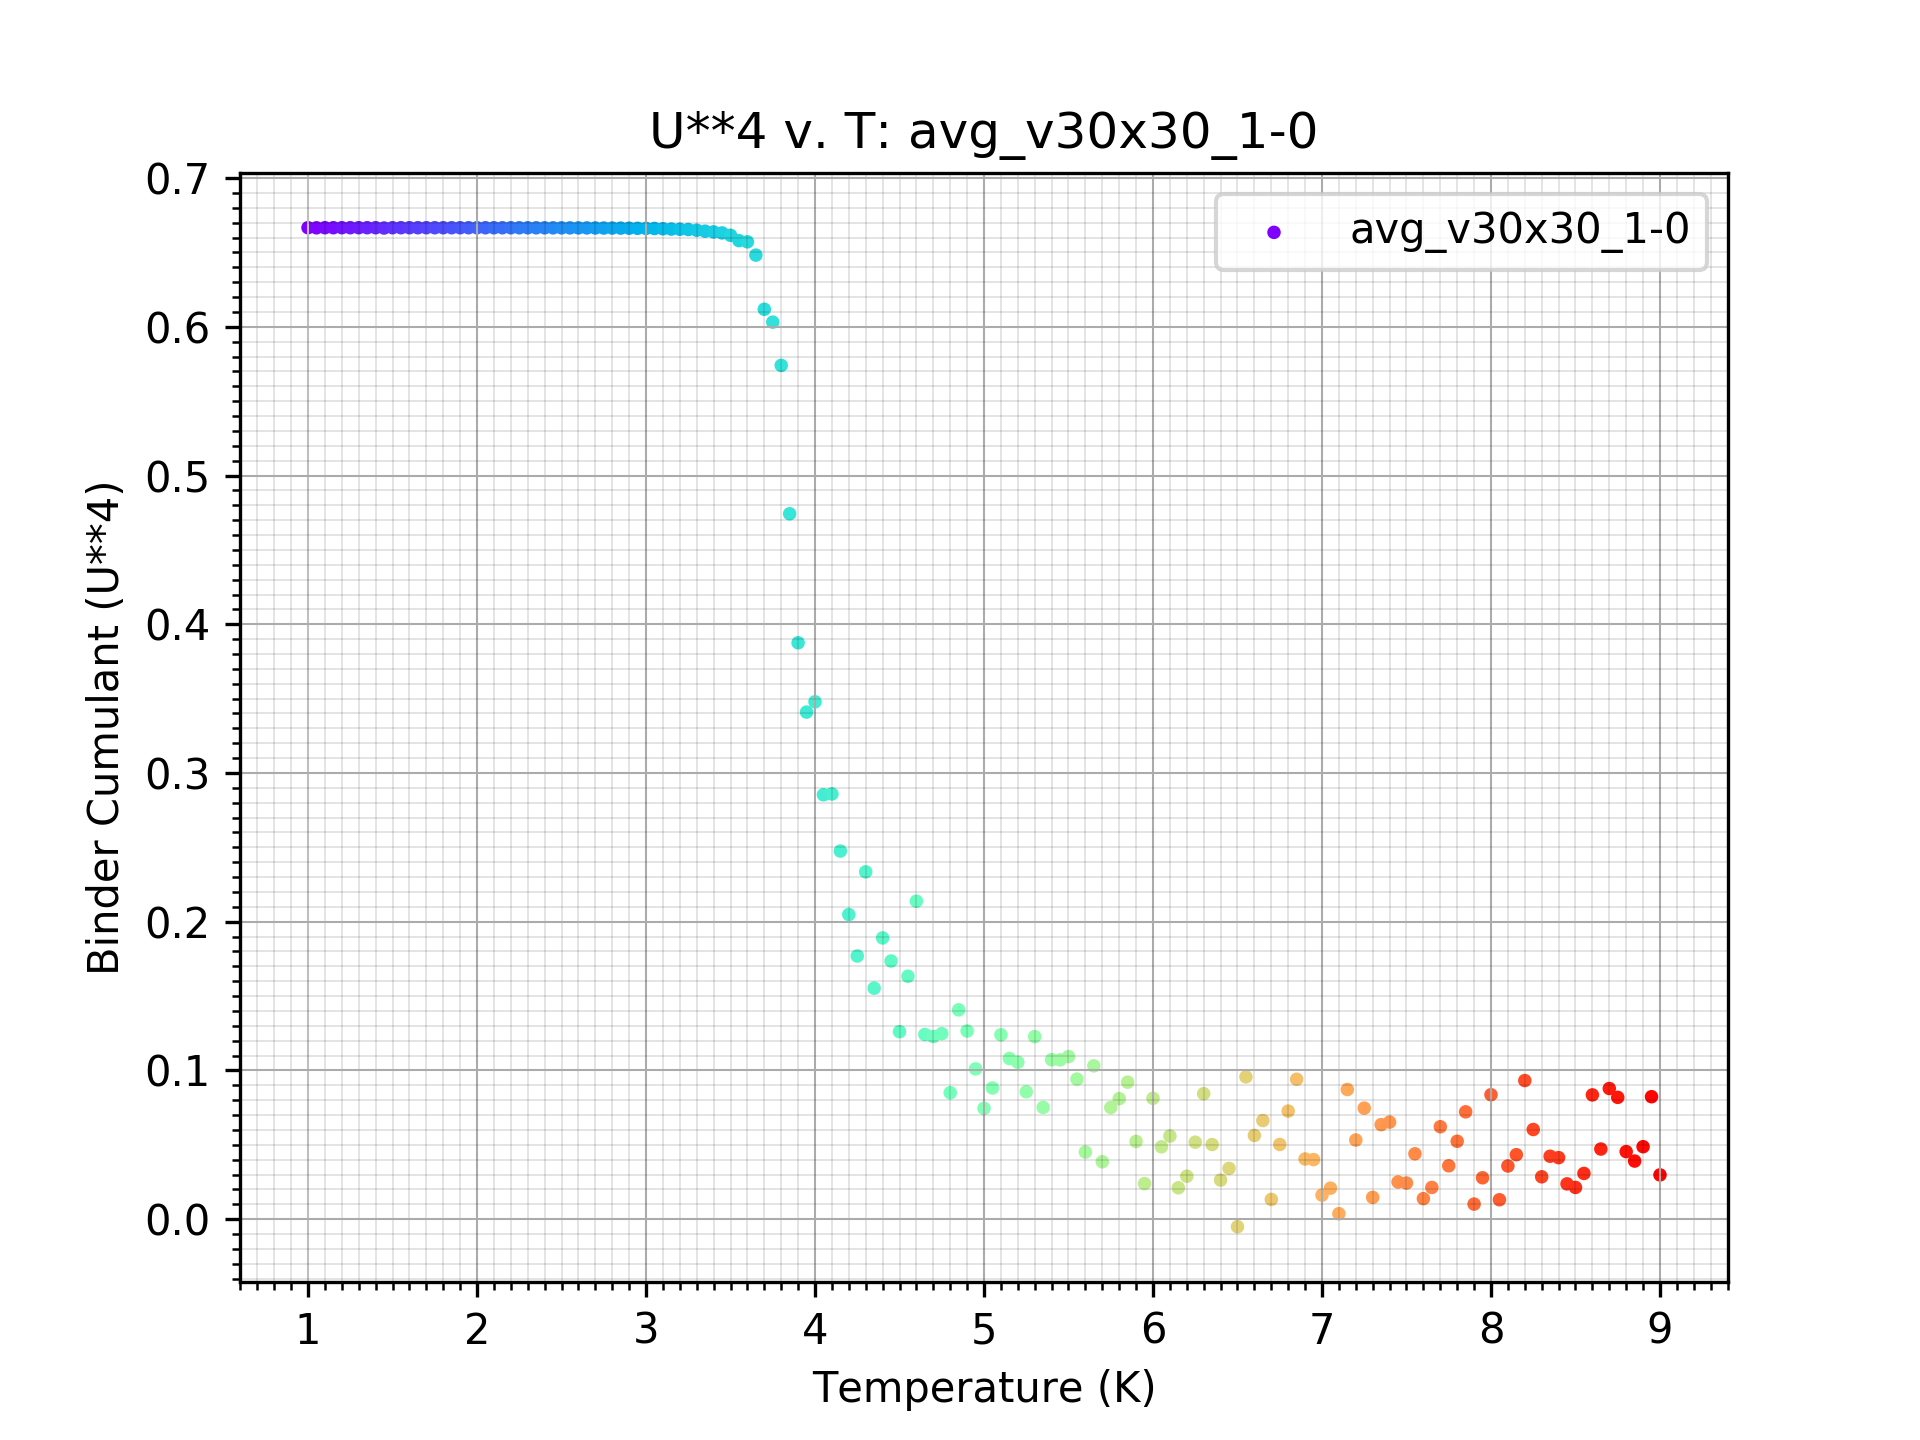 U**4 v. T: avg_v30x30_1-0
avg_v30x30_1-0
Binder Cumulant (U**4)
0.7
0.6
0.5
0.4
0.3
0.2
0.1
0.0
1 2 3 4 5 6 7 8 9
Temperature (K)